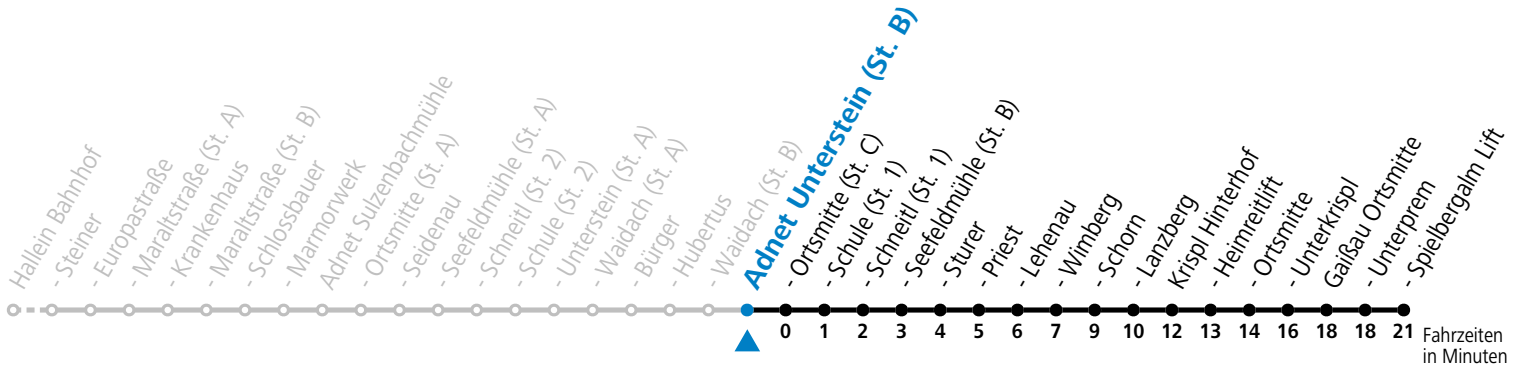 Hallein Bahnhof
- Steiner
- Europastraße
- Maraltstraße (St. A)
- Krankenhaus
- Maraltstraße (St. B)
- Schlossbauer
- Marmorwerk
Adnet Sulzenbachmühle
- Ortsmitte (St. A)
- Seidenau
- Seefeldmühle (St. A)
- Schneitl (St. 2)
- Schule (St. 2)
- Unterstein (St. A)
- Waidach (St. A)
- Bürger
- Hubertus
- Waidach (St. B)
Adnet Unterstein (St. B)
- Ortsmitte (St. C)
- Schule (St. 1)
- Schneitl (St. 1)
- Seefeldmühle (St. B)
- Sturer
- Priest
- Lehenau
- Wimberg
- Schorn
- Lanzberg
Krispl Hinterhof
- Heimreitlift
- Ortsmitte
- Unterkrispl
Gaißau Ortsmitte
- Unterprem
- Spielbergalm Lift
0 1 2 3 4 5 6 7 9 10 12 13 14 16 18 18 21 Fahrzeiten
in Minuten